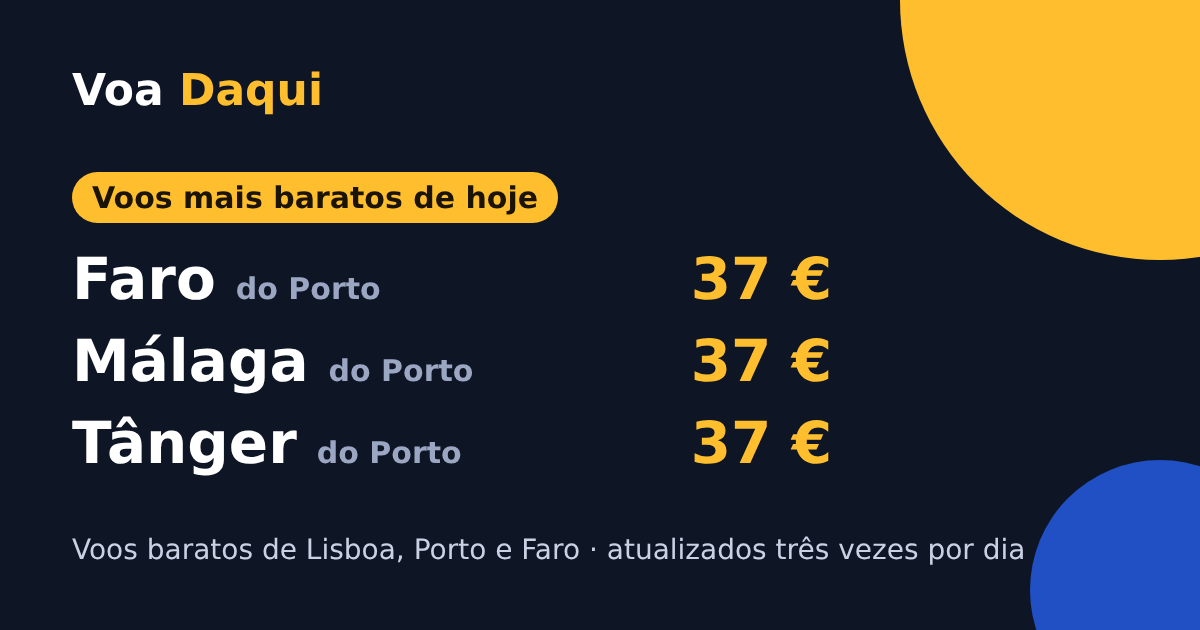 Voa Daqui
Voos mais baratos de hoje
Faro do Porto 37 €
Málaga do Porto 37 €
Tânger do Porto 37 €
Voos baratos de Lisboa, Porto e Faro · atualizados três vezes por dia